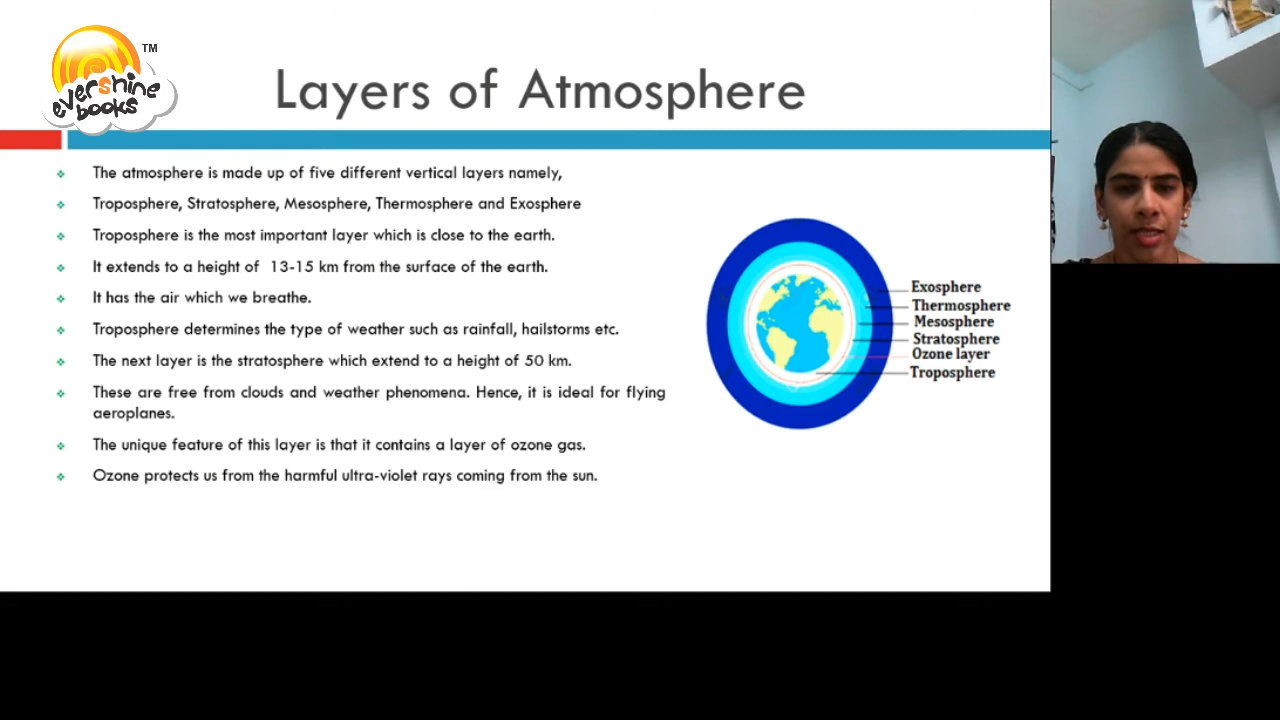 evershine
books
TM
Layers of Atmosphere
The atmosphere is made up of five different vertical layers namely,
Troposphere, Stratosphere, Mesosphere, Thermosphere and Exosphere
Troposphere is the most important layer which is close to the earth.
It extends to a height of 13-15 km from the surface of the earth.
It has the air which we breathe.
Troposphere determines the type of weather such as rainfall, hailstorms etc.
The next layer is the stratosphere which extend to a height of 50 km.
These are free from clouds and weather phenomena. Hence, it is ideal for flying
aeroplanes.
The unique feature of this layer is that it contains a layer of ozone gas.
Ozone protects us from the harmful ultra-violet rays coming from the sun.
Exosphere
Thermosphere
Mesosphere
Stratosphere
Ozone layer
Troposphere